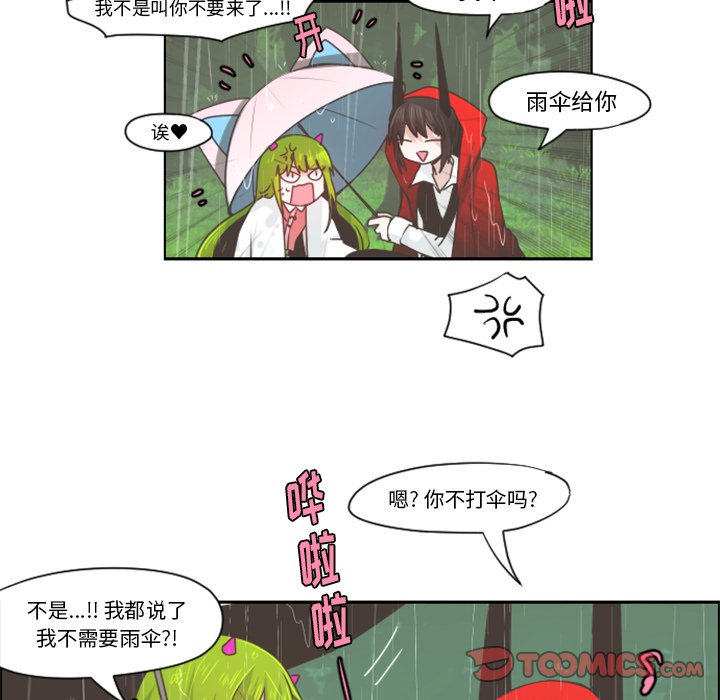 我不是叫你不要来了...!!
开
啦
雨伞给你
诶♥
嗯? 你不打伞吗?
哗啦啦
不是...!! 我都说了
我不需要雨伞?!
TOOMICS.COM